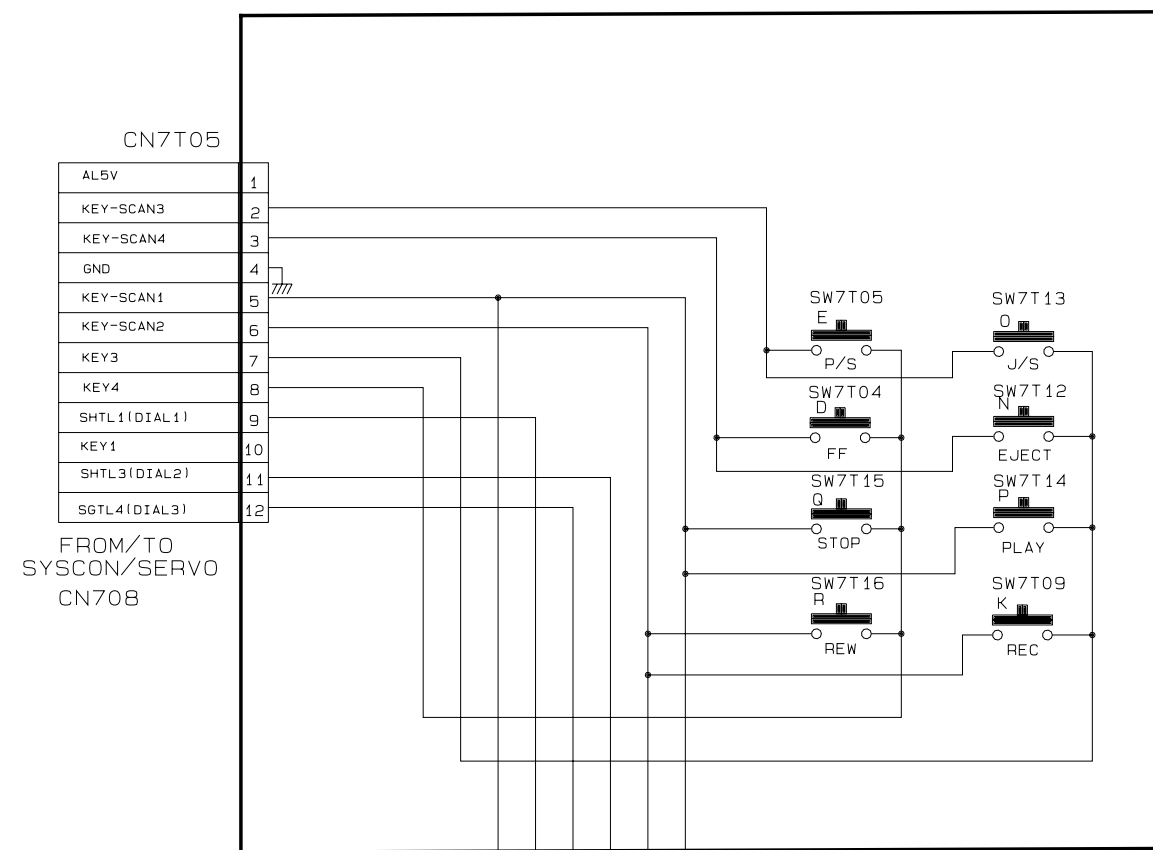 CN7T05
AL5V 1
KEY-SCAN3 2
KEY-SCAN4 3
GND 4
KEY-SCAN1 5
KEY-SCAN2 6
KEY3 7
KEY4 8
SHTL1(DIAL1) 9
KEY1 10
SHTL3(DIAL2) 11
SGTL4(DIAL3) 12
FROM/TO
SYSCON/SERVO
CN708
SW7T05
E
P/S
SW7T04
D
FF
SW7T15
Q
STOP
SW7T16
R
REW
SW7T13
O
J/S
SW7T12
N
EJECT
SW7T14
P
PLAY
SW7T09
K
REC